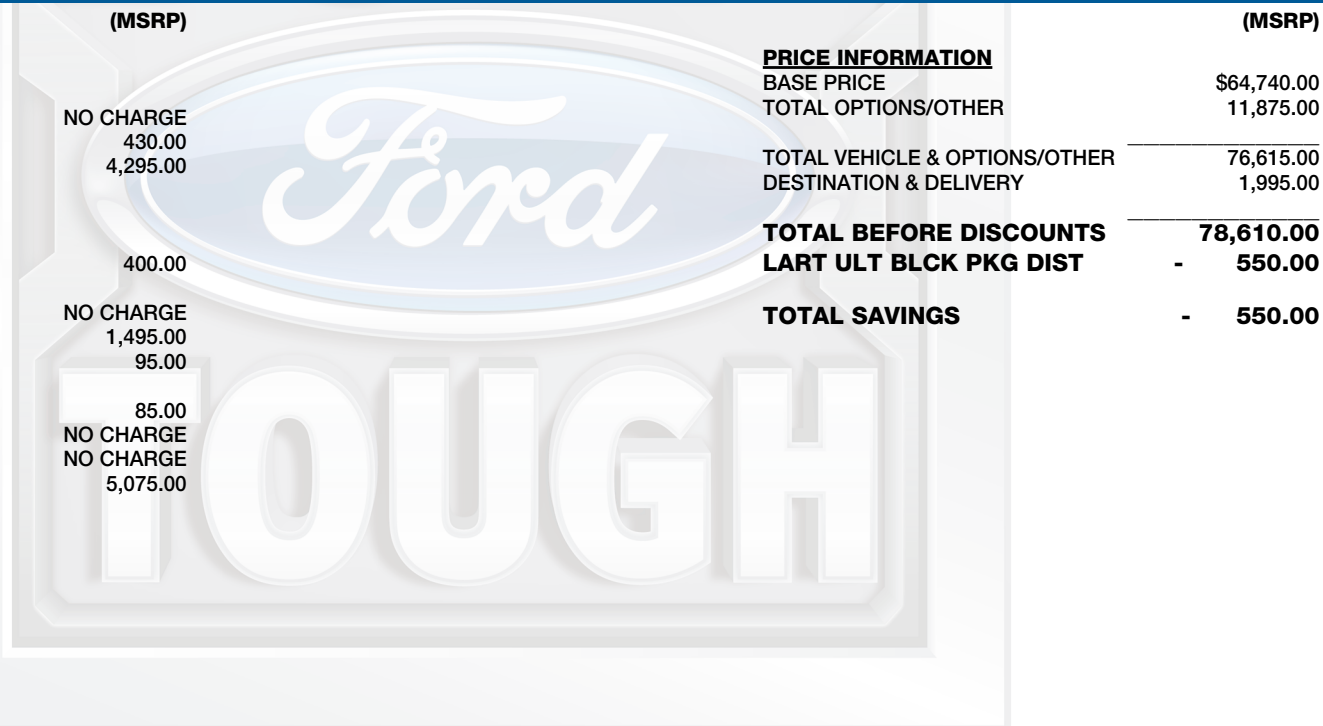 (MSRP)
NO CHARGE
430.00
4,295.00
400.00
NO CHARGE
1,495.00
95.00
85.00
NO CHARGE
NO CHARGE
5,075.00
(MSRP)
PRICE INFORMATION
BASE PRICE $64,740.00
TOTAL OPTIONS/OTHER 11,875.00
TOTAL VEHICLE & OPTIONS/OTHER 76,615.00
DESTINATION & DELIVERY 1,995.00
TOTAL BEFORE DISCOUNTS 78,610.00
LART ULT BLCK PKG DIST - 550.00
TOTAL SAVINGS - 550.00
Ford
TOUGH